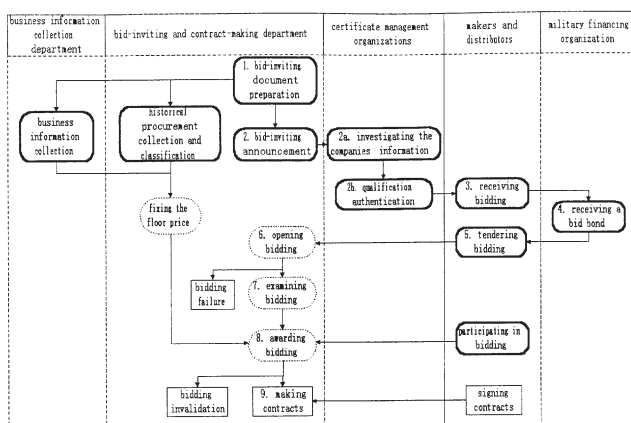 business information
collection
department
bid-inviting and contract-making department
certificate management
organizations
makers and
distributors
military financing
organization
1. bid-inviting
document
preparation
business
information
collection
historical
procurement
collection and
classification
2. bid-inviting
announcement
2a. investigating the
companies information
2b. qualification
authentication
3. receiving
bidding
4. receiving a
bid bond
fixing the
floor price
6. opening
bidding
5. tendering
bidding
bidding
failure
7. examining
bidding
8. awarding
bidding
participating in
bidding
bidding
invalidation
9. making
contracts
signing
contracts